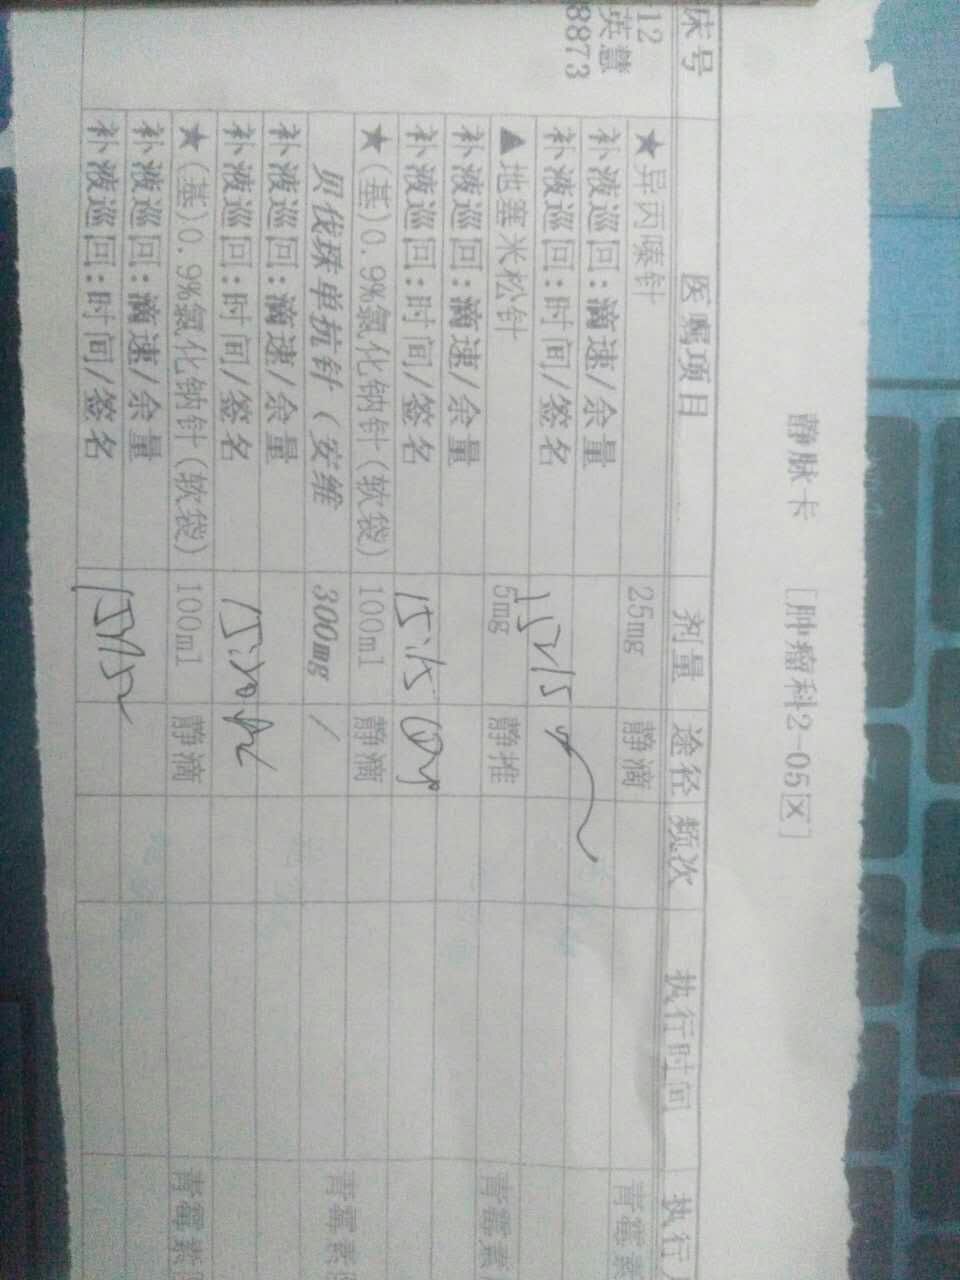 静脉卡 [肿瘤科2-05区]
床号 医嘱项目 剂量 途径 频次 执行时间 执行
12 ★异丙嗪针 25mg 静滴 青霉素
英慧 补液巡回:滴速/余量
8873 补液巡回:时间/签名
▲地塞米松针 5mg 静推 青霉素
补液巡回:滴速/余量
补液巡回:时间/签名 15:15
★(基)0.9%氯化钠针(软袋) 100ml 静滴 青霉素
贝伐珠单抗针(安维 300mg /
补液巡回:滴速/余量
补液巡回:时间/签名
★(基)0.9%氯化钠针(软袋) 100ml 静滴 青霉素
补液巡回:滴速/余量
补液巡回:时间/签名